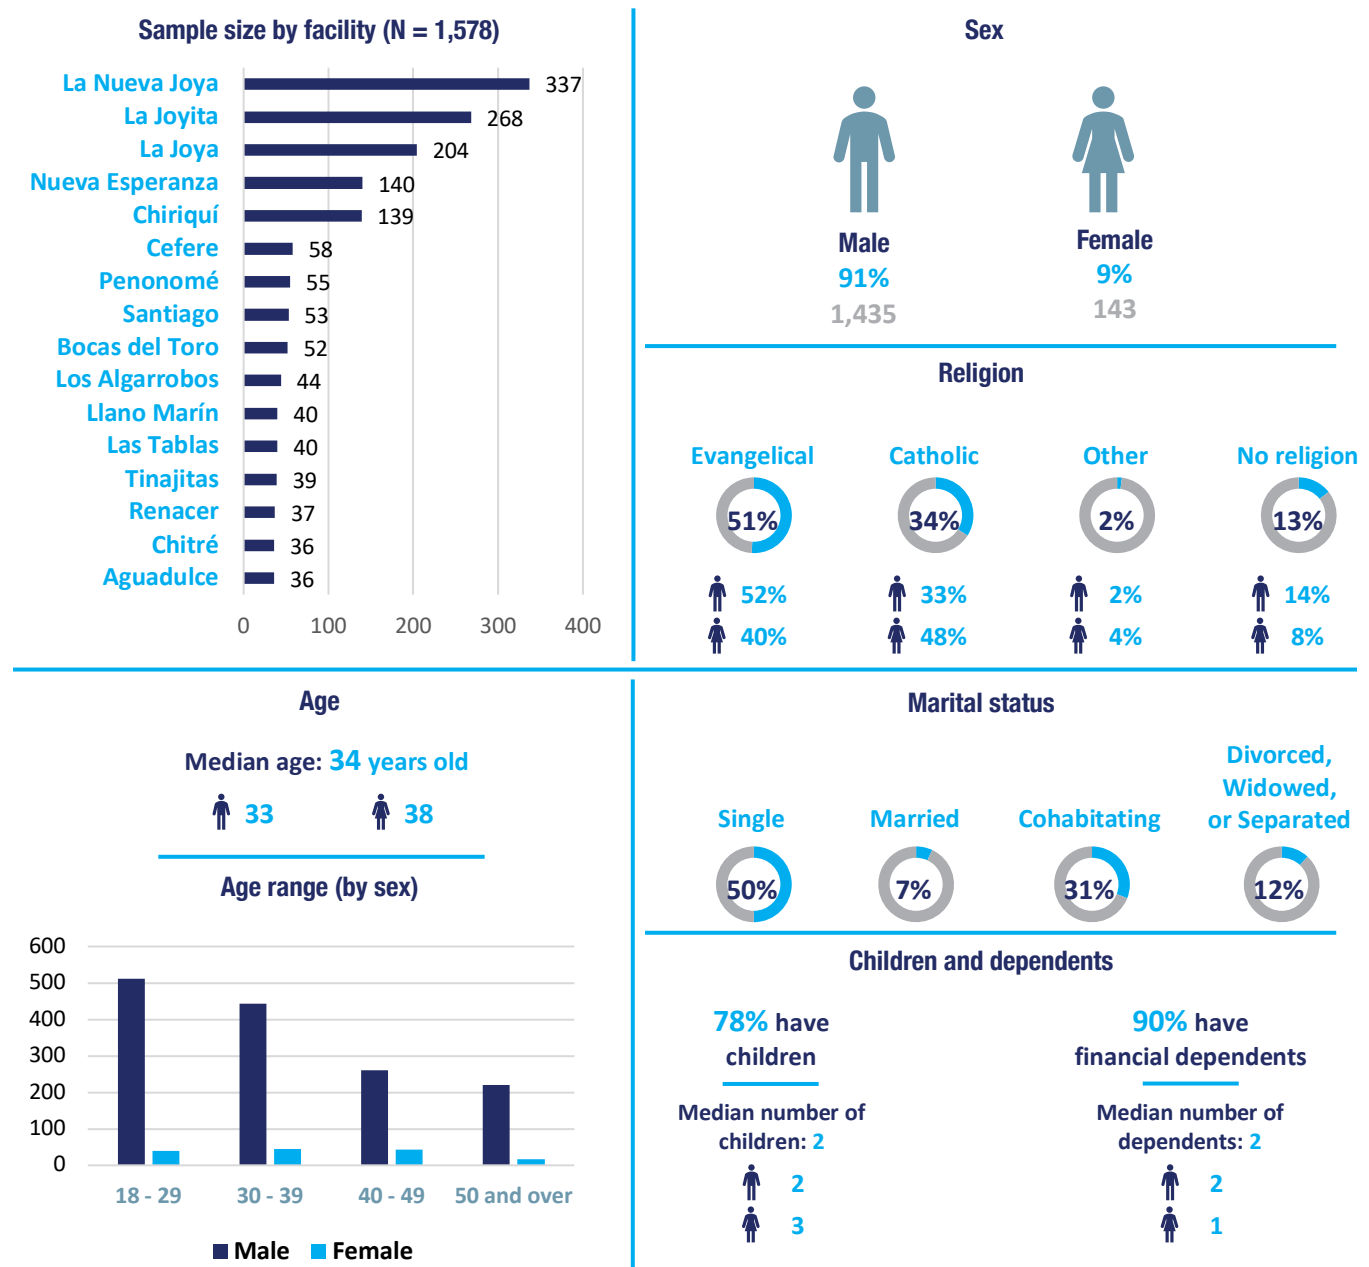 Sample size by facility (N = 1,578)
La Nueva Joya 337
La Joyita 268
La Joya 204
Nueva Esperanza 140
Chiriquí 139
Cefere 58
Penonomé 55
Santiago 53
Bocas del Toro 52
Los Algarrobos 44
Llano Marín 40
Las Tablas 40
Tinajitas 39
Renacer 37
Chitré 36
Aguadulce 36
0 100 200 300 400
Sex
Male Female
91% 9%
1,435 143
Religion
Evangelical Catholic Other No religion
51% 34% 2% 13%
52% 33% 2% 14%
40% 48% 4% 8%
Age
Median age: 34 years old
33 38
Age range (by sex)
600
500
400
300
200
100
0
18 - 29 30 - 39 40 - 49 50 and over
Male Female
Marital status
Single Married Cohabitating Divorced,
Widowed,
or Separated
50% 7% 31% 12%
Children and dependents
78% have
children
Median number of
children: 2
2
3
90% have
financial dependents
Median number of
dependents: 2
2
1